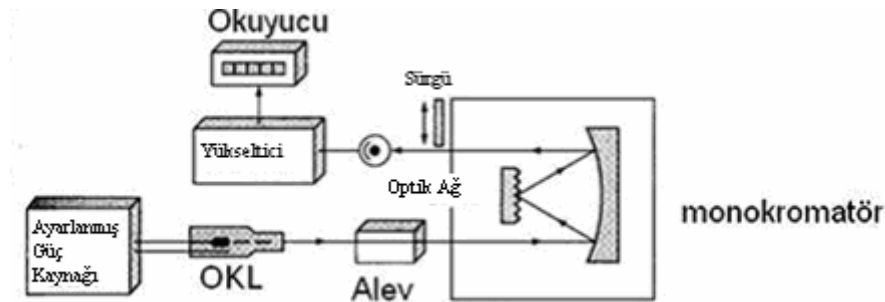 Okuyucu
Sürgü
Yükseltici
Optik Ağ
monokromatör
Ayarlanmış
Güç
Kaynağı
OKL
Alev